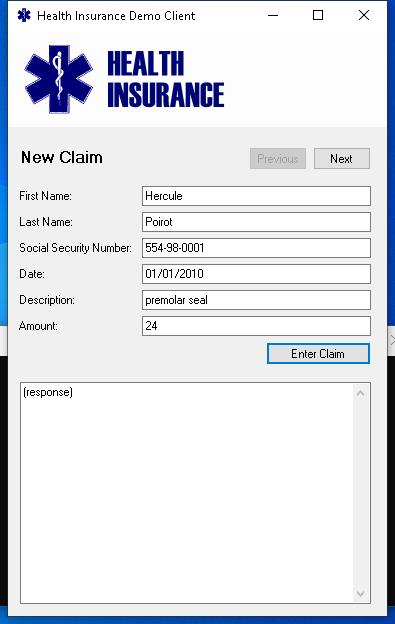 Health Insurance Demo Client
HEALTH
INSURANCE
New Claim
Previous
Next
First Name:
Hercule
Last Name:
Poirot
Social Security Number:
554-98-0001
Date:
01/01/2010
Description:
premolar seal
Amount:
24
Enter Claim
(response)